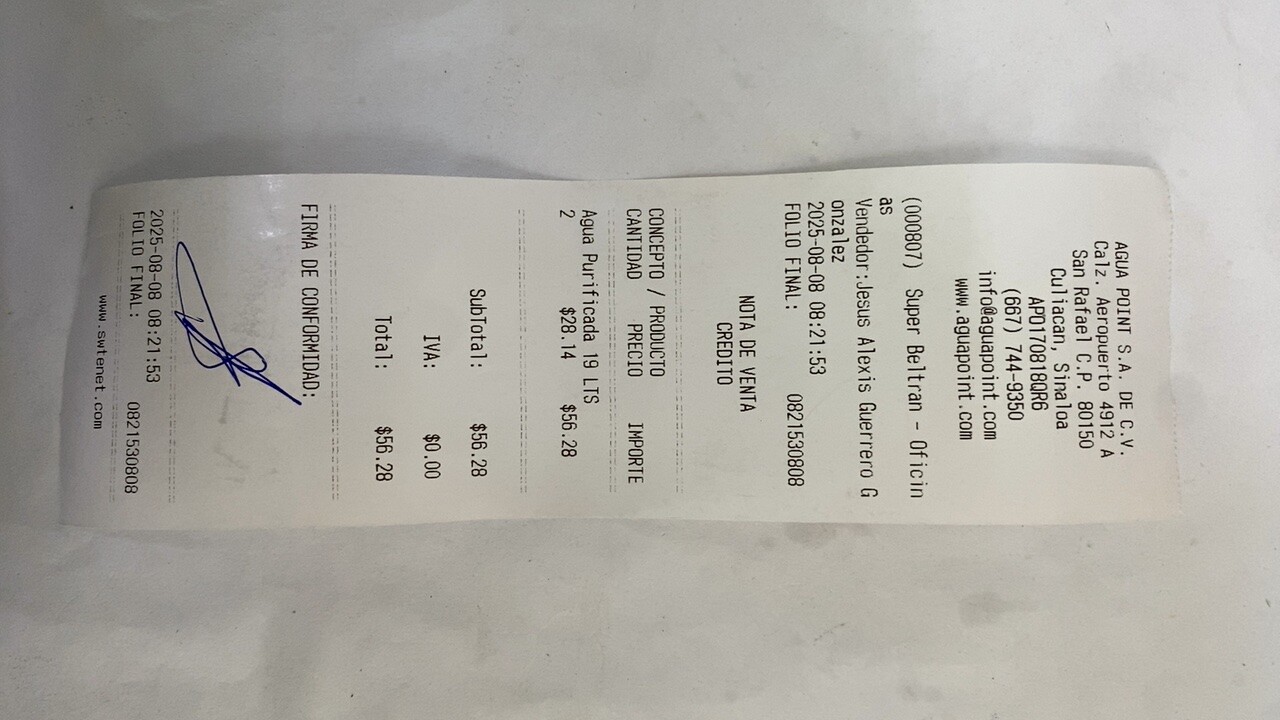 AGUA POINT S.A. DE C.V.
Calz. Aeropuerto 4912 A
San Rafael C.P. 80150
Culiacan, Sinaloa
APO170818QR6
(667) 744-9350
info@aguapoint.com
www.aguapoint.com
(000807) Super Beltran - Oficin
as
Vendedor:Jesus Alexis Guerrero G
onzalez
2025-08-08 08:21:53
FOLIO FINAL: 0821530808
NOTA DE VENTA
CREDITO
CONCEPTO / PRODUCTO
CANTIDAD PRECIO IMPORTE
Agua Purificada 19 LTS
2 $28.14 $56.28
SubTotal: $56.28
IVA: $0.00
Total: $56.28
FIRMA DE CONFORMIDAD:
2025-08-08 08:21:53
FOLIO FINAL: 0821530808
www.swtenet.com